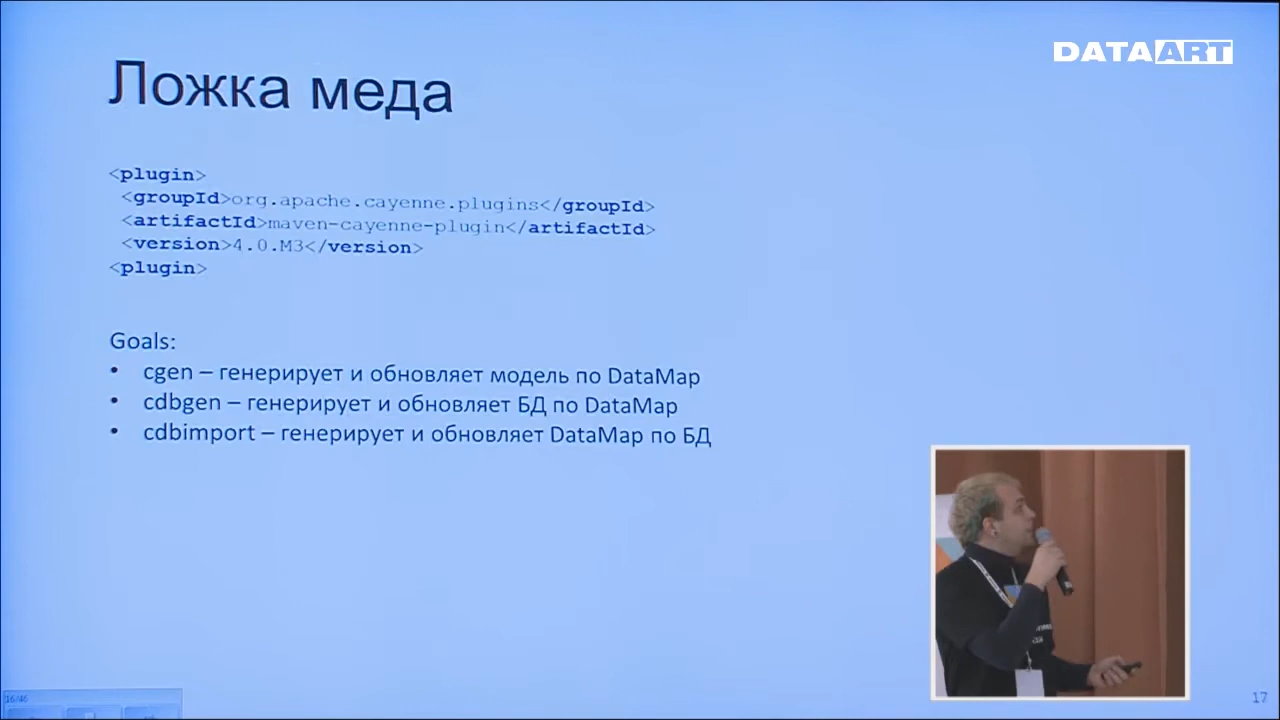 DATAART
Ложка меда
<plugin>
<groupId>org.apache.cayenne.plugins</groupId>
<artifactId>maven-cayenne-plugin</artifactId>
<version>4.0.M3</version>
<plugin>
Goals:
• cgen – генерирует и обновляет модель по DataMap
• cdbgen – генерирует и обновляет БД по DataMap
• cdbimport – генерирует и обновляет DataMap по БД
16/46
17